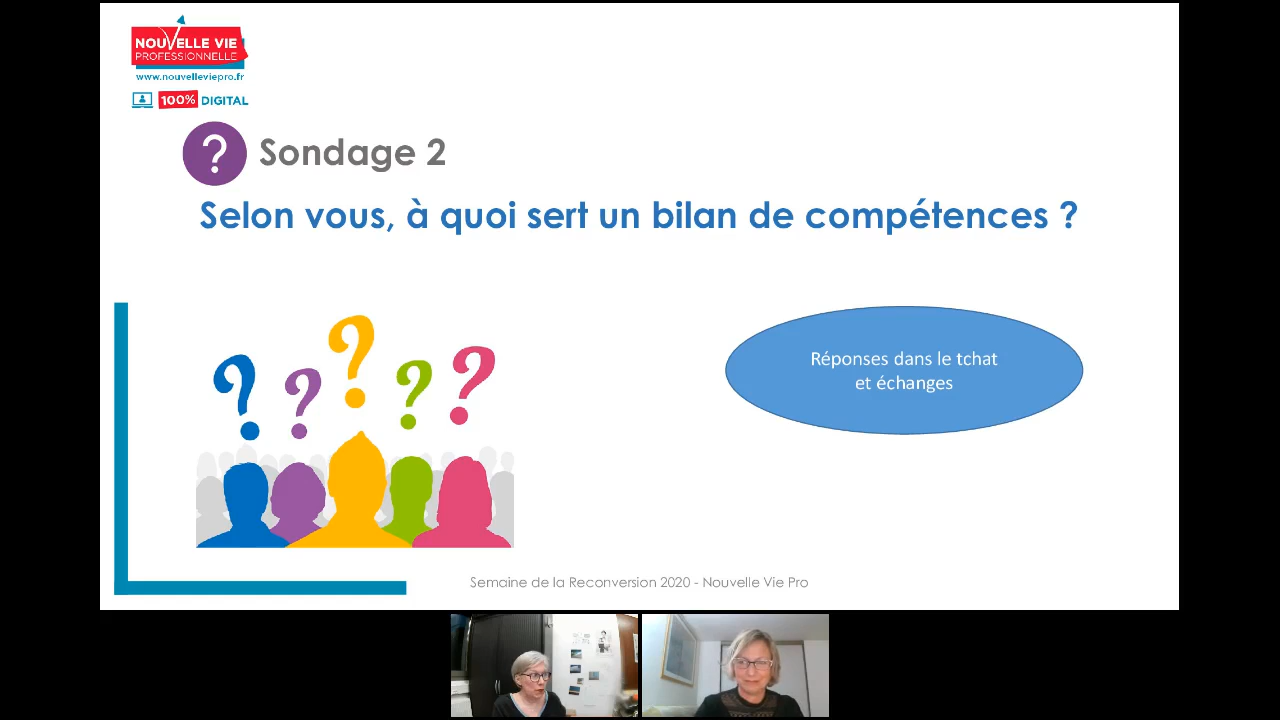 NOUVELLE VIE
PROFESSIONNELLE
www.nouvelleviepro.fr
100% DIGITAL
? Sondage 2
Selon vous, à quoi sert un bilan de compétences ?
? ? ? ? ?
Réponses dans le tchat
et échanges
Semaine de la Reconversion 2020 - Nouvelle Vie Pro